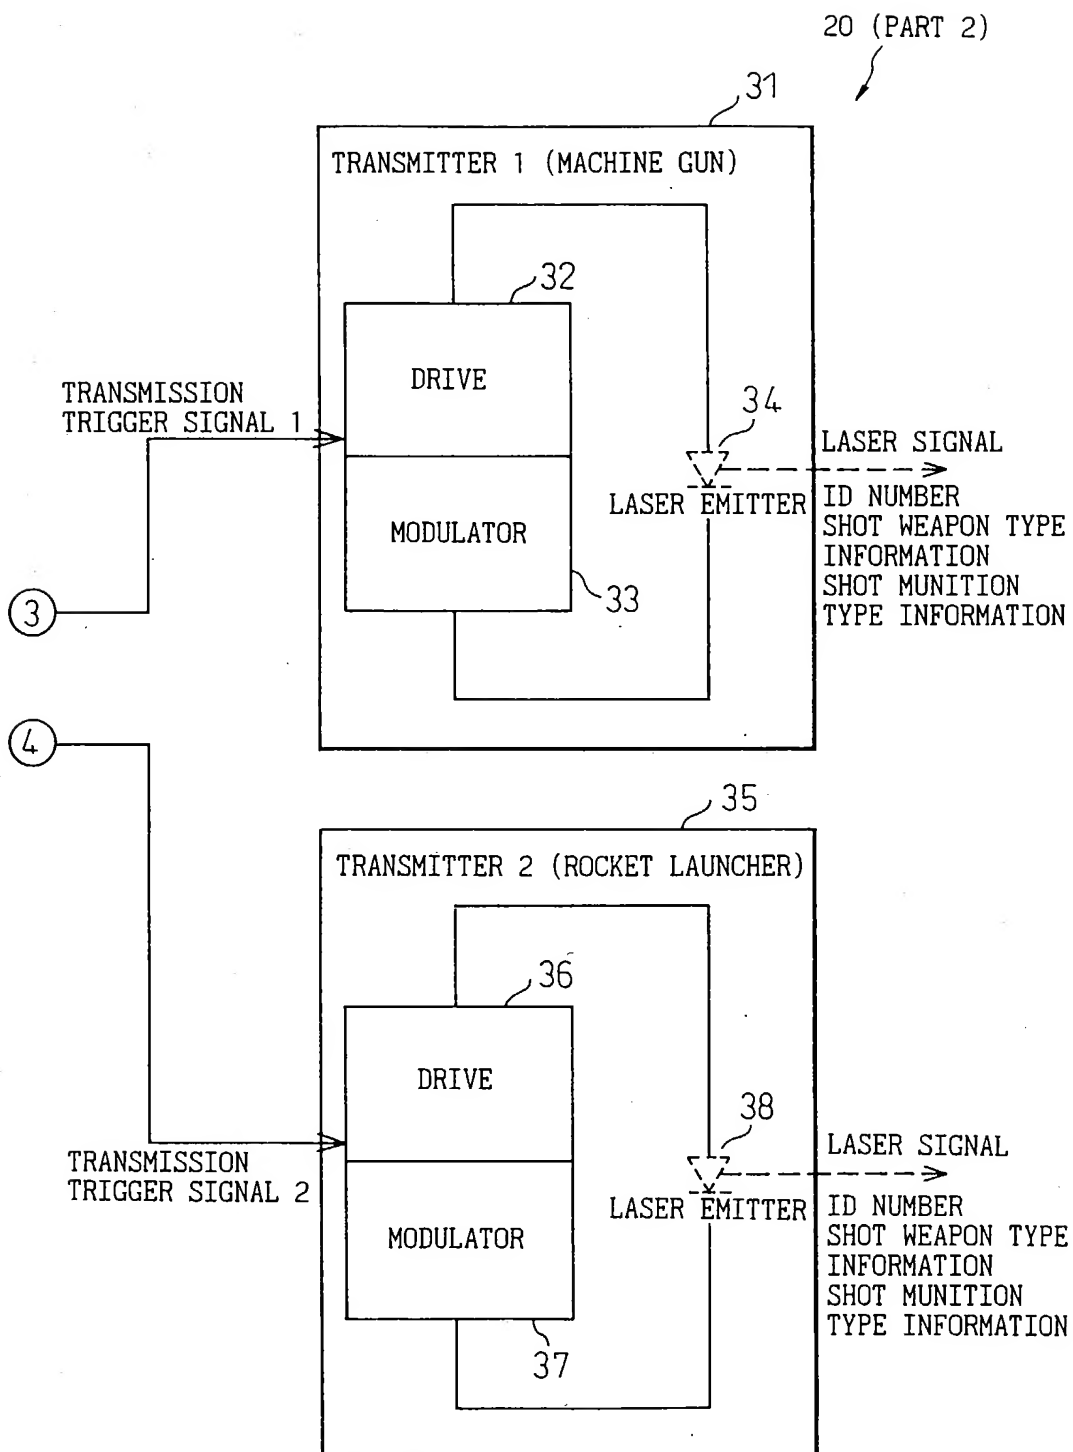 20 (PART 2)
31
TRANSMITTER 1 (MACHINE GUN)
32
DRIVE
TRANSMISSION
TRIGGER SIGNAL 1
34
LASER SIGNAL
LASER EMITTER
ID NUMBER
SHOT WEAPON TYPE
INFORMATION
SHOT MUNITION
TYPE INFORMATION
MODULATOR
33
3
4
35
TRANSMITTER 2 (ROCKET LAUNCHER)
36
DRIVE
38
LASER SIGNAL
TRANSMISSION
TRIGGER SIGNAL 2
LASER EMITTER
ID NUMBER
SHOT WEAPON TYPE
INFORMATION
SHOT MUNITION
TYPE INFORMATION
MODULATOR
37